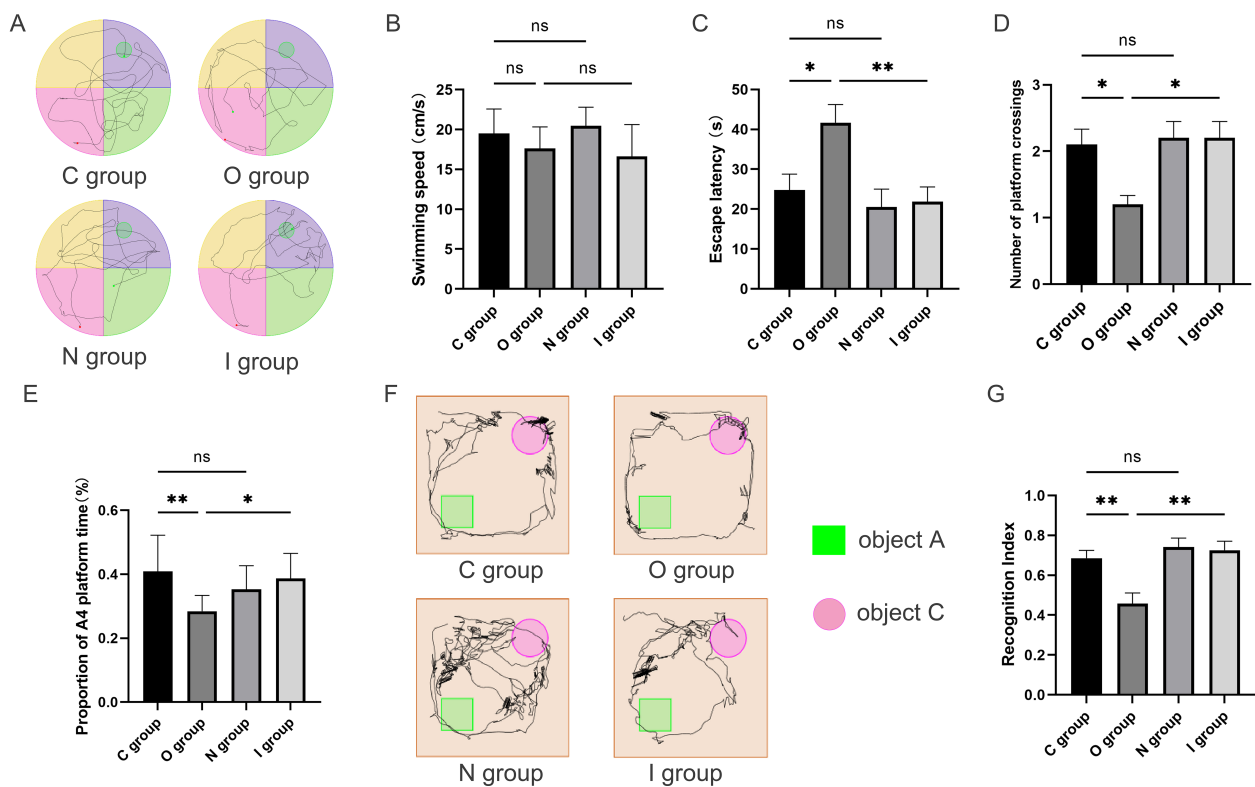 A
C group
O group
N group
I group
B
ns
ns
ns
Swimming speed (cm/s)
25
20
15
10
5
0
C group
O group
N group
I group
C
ns
*
**
Escape latency (s)
50
40
30
20
10
0
C group
O group
N group
I group
D
ns
*
*
Number of platform crossings
3
2
1
0
C group
O group
N group
I group
E
ns
**
*
Proportion of A4 platform time(%)
0.6
0.4
0.2
0.0
C group
O group
N group
I group
F
C group
O group
N group
I group
object A
object C
G
ns
**
**
Recognition Index
1.0
0.8
0.6
0.4
0.2
0.0
C group
O group
N group
I group